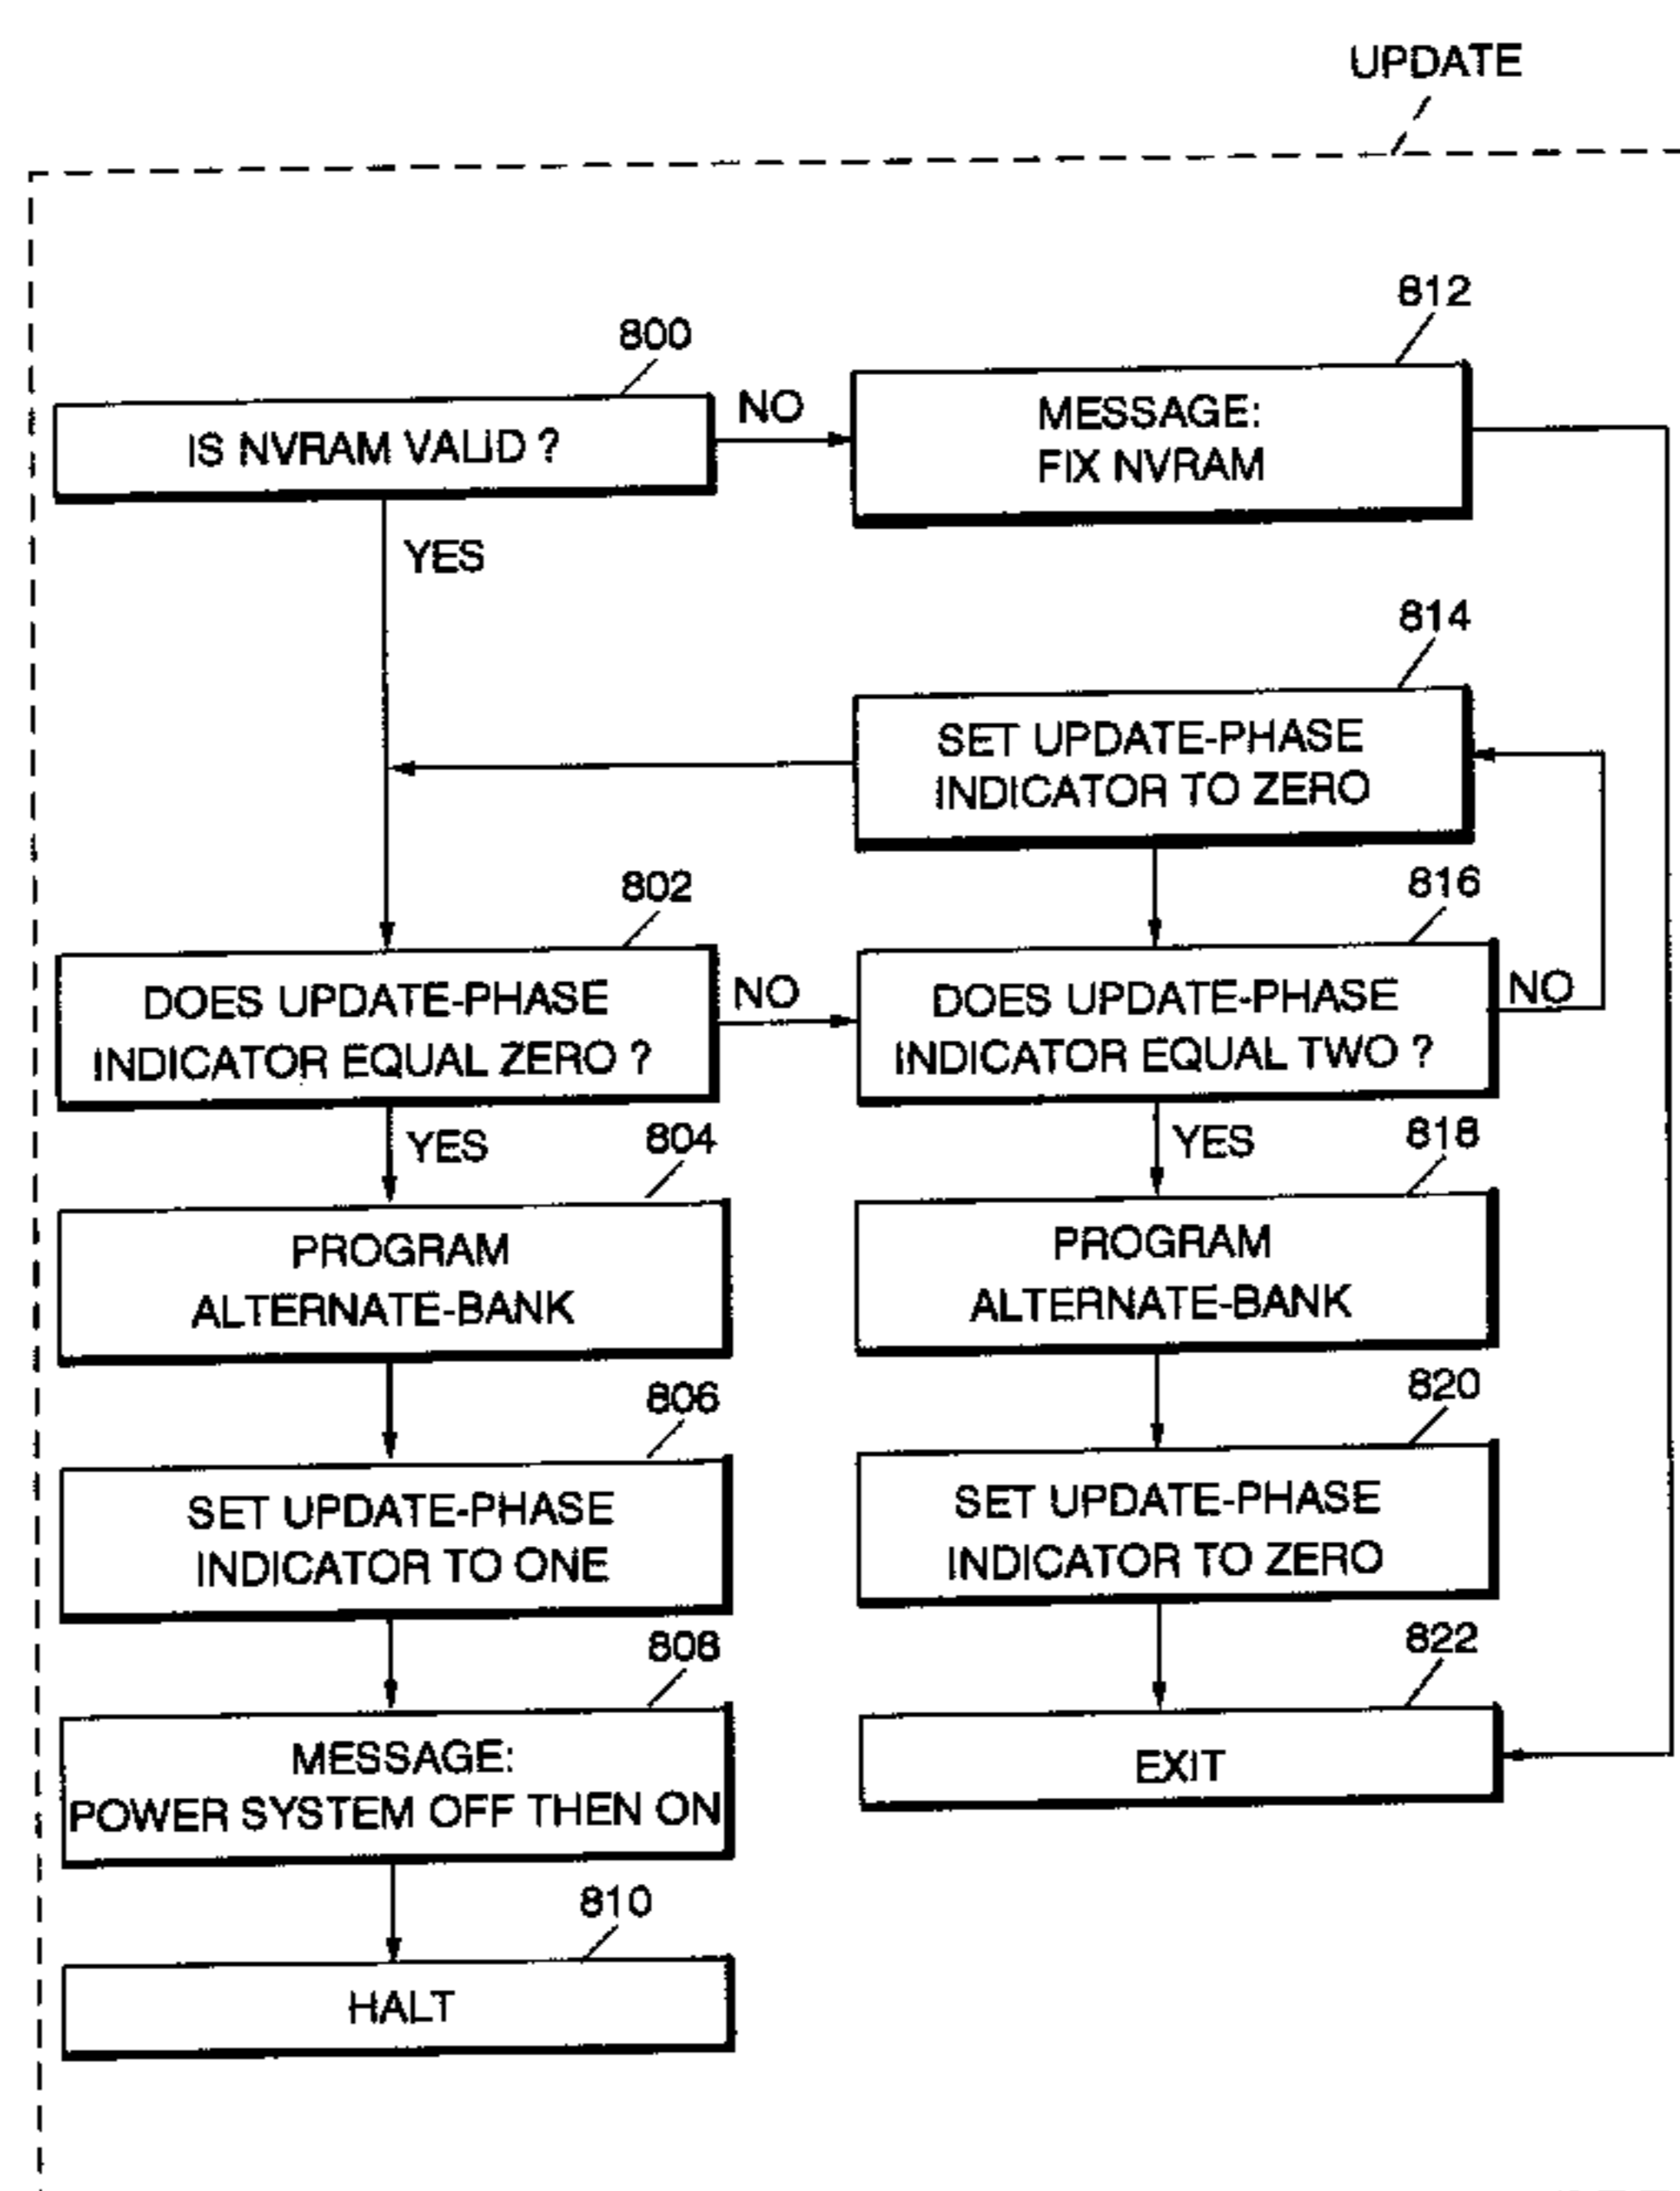 UPDATE
800
IS NVRAM VALID ?
NO
812
MESSAGE:
FIX NVRAM
YES
814
SET UPDATE-PHASE
INDICATOR TO ZERO
802
DOES UPDATE-PHASE
INDICATOR EQUAL ZERO ?
NO
816
DOES UPDATE-PHASE
INDICATOR EQUAL TWO ?
NO
YES
804
PROGRAM
ALTERNATE-BANK
YES
818
PROGRAM
ALTERNATE-BANK
806
SET UPDATE-PHASE
INDICATOR TO ONE
820
SET UPDATE-PHASE
INDICATOR TO ZERO
808
MESSAGE:
POWER SYSTEM OFF THEN ON
822
EXIT
810
HALT